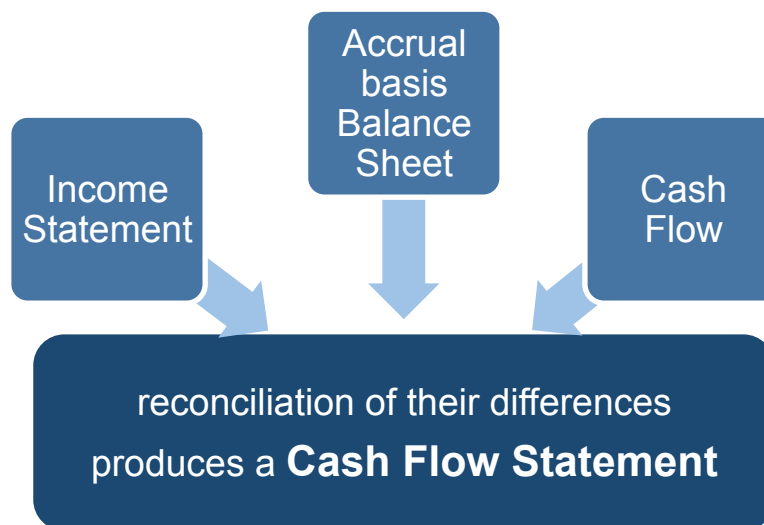 Accrual
basis
Balance
Sheet
Income
Statement
Cash
Flow
reconciliation of their differences
produces a Cash Flow Statement